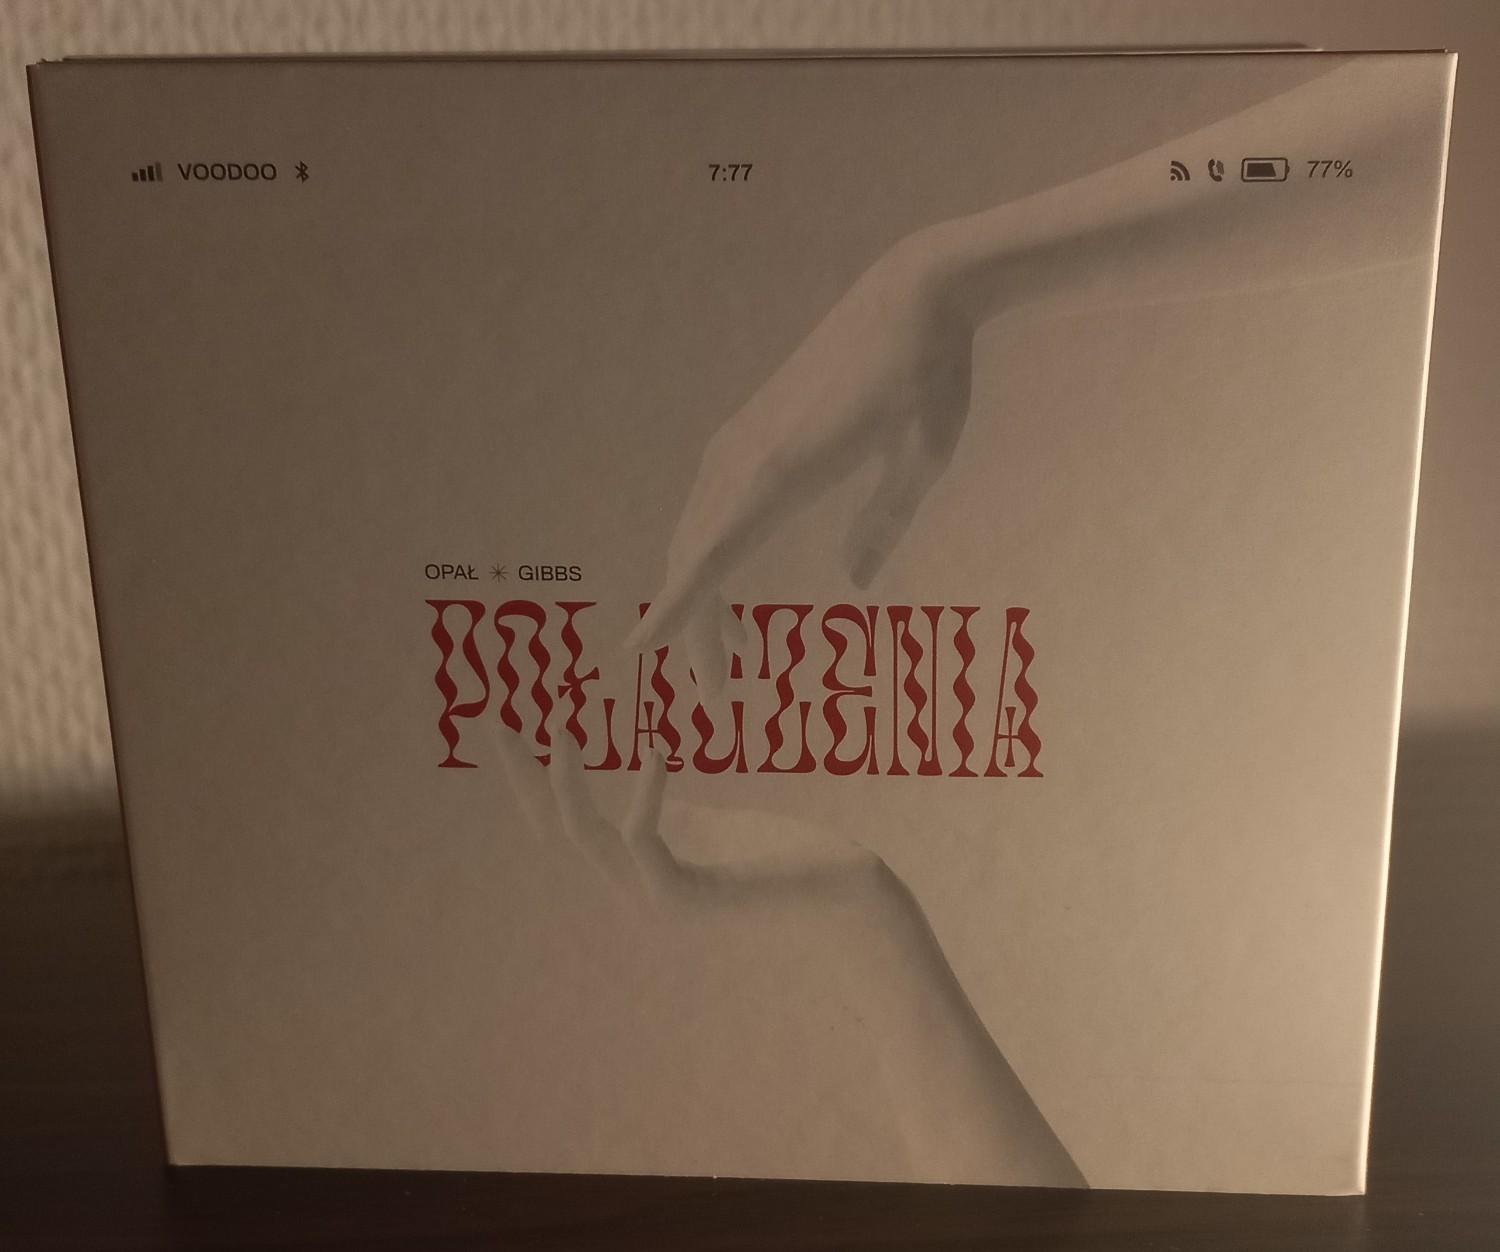 VOODOO 7:77 77%
OPAŁ ✳ GIBBS
POŁĄCZENIA